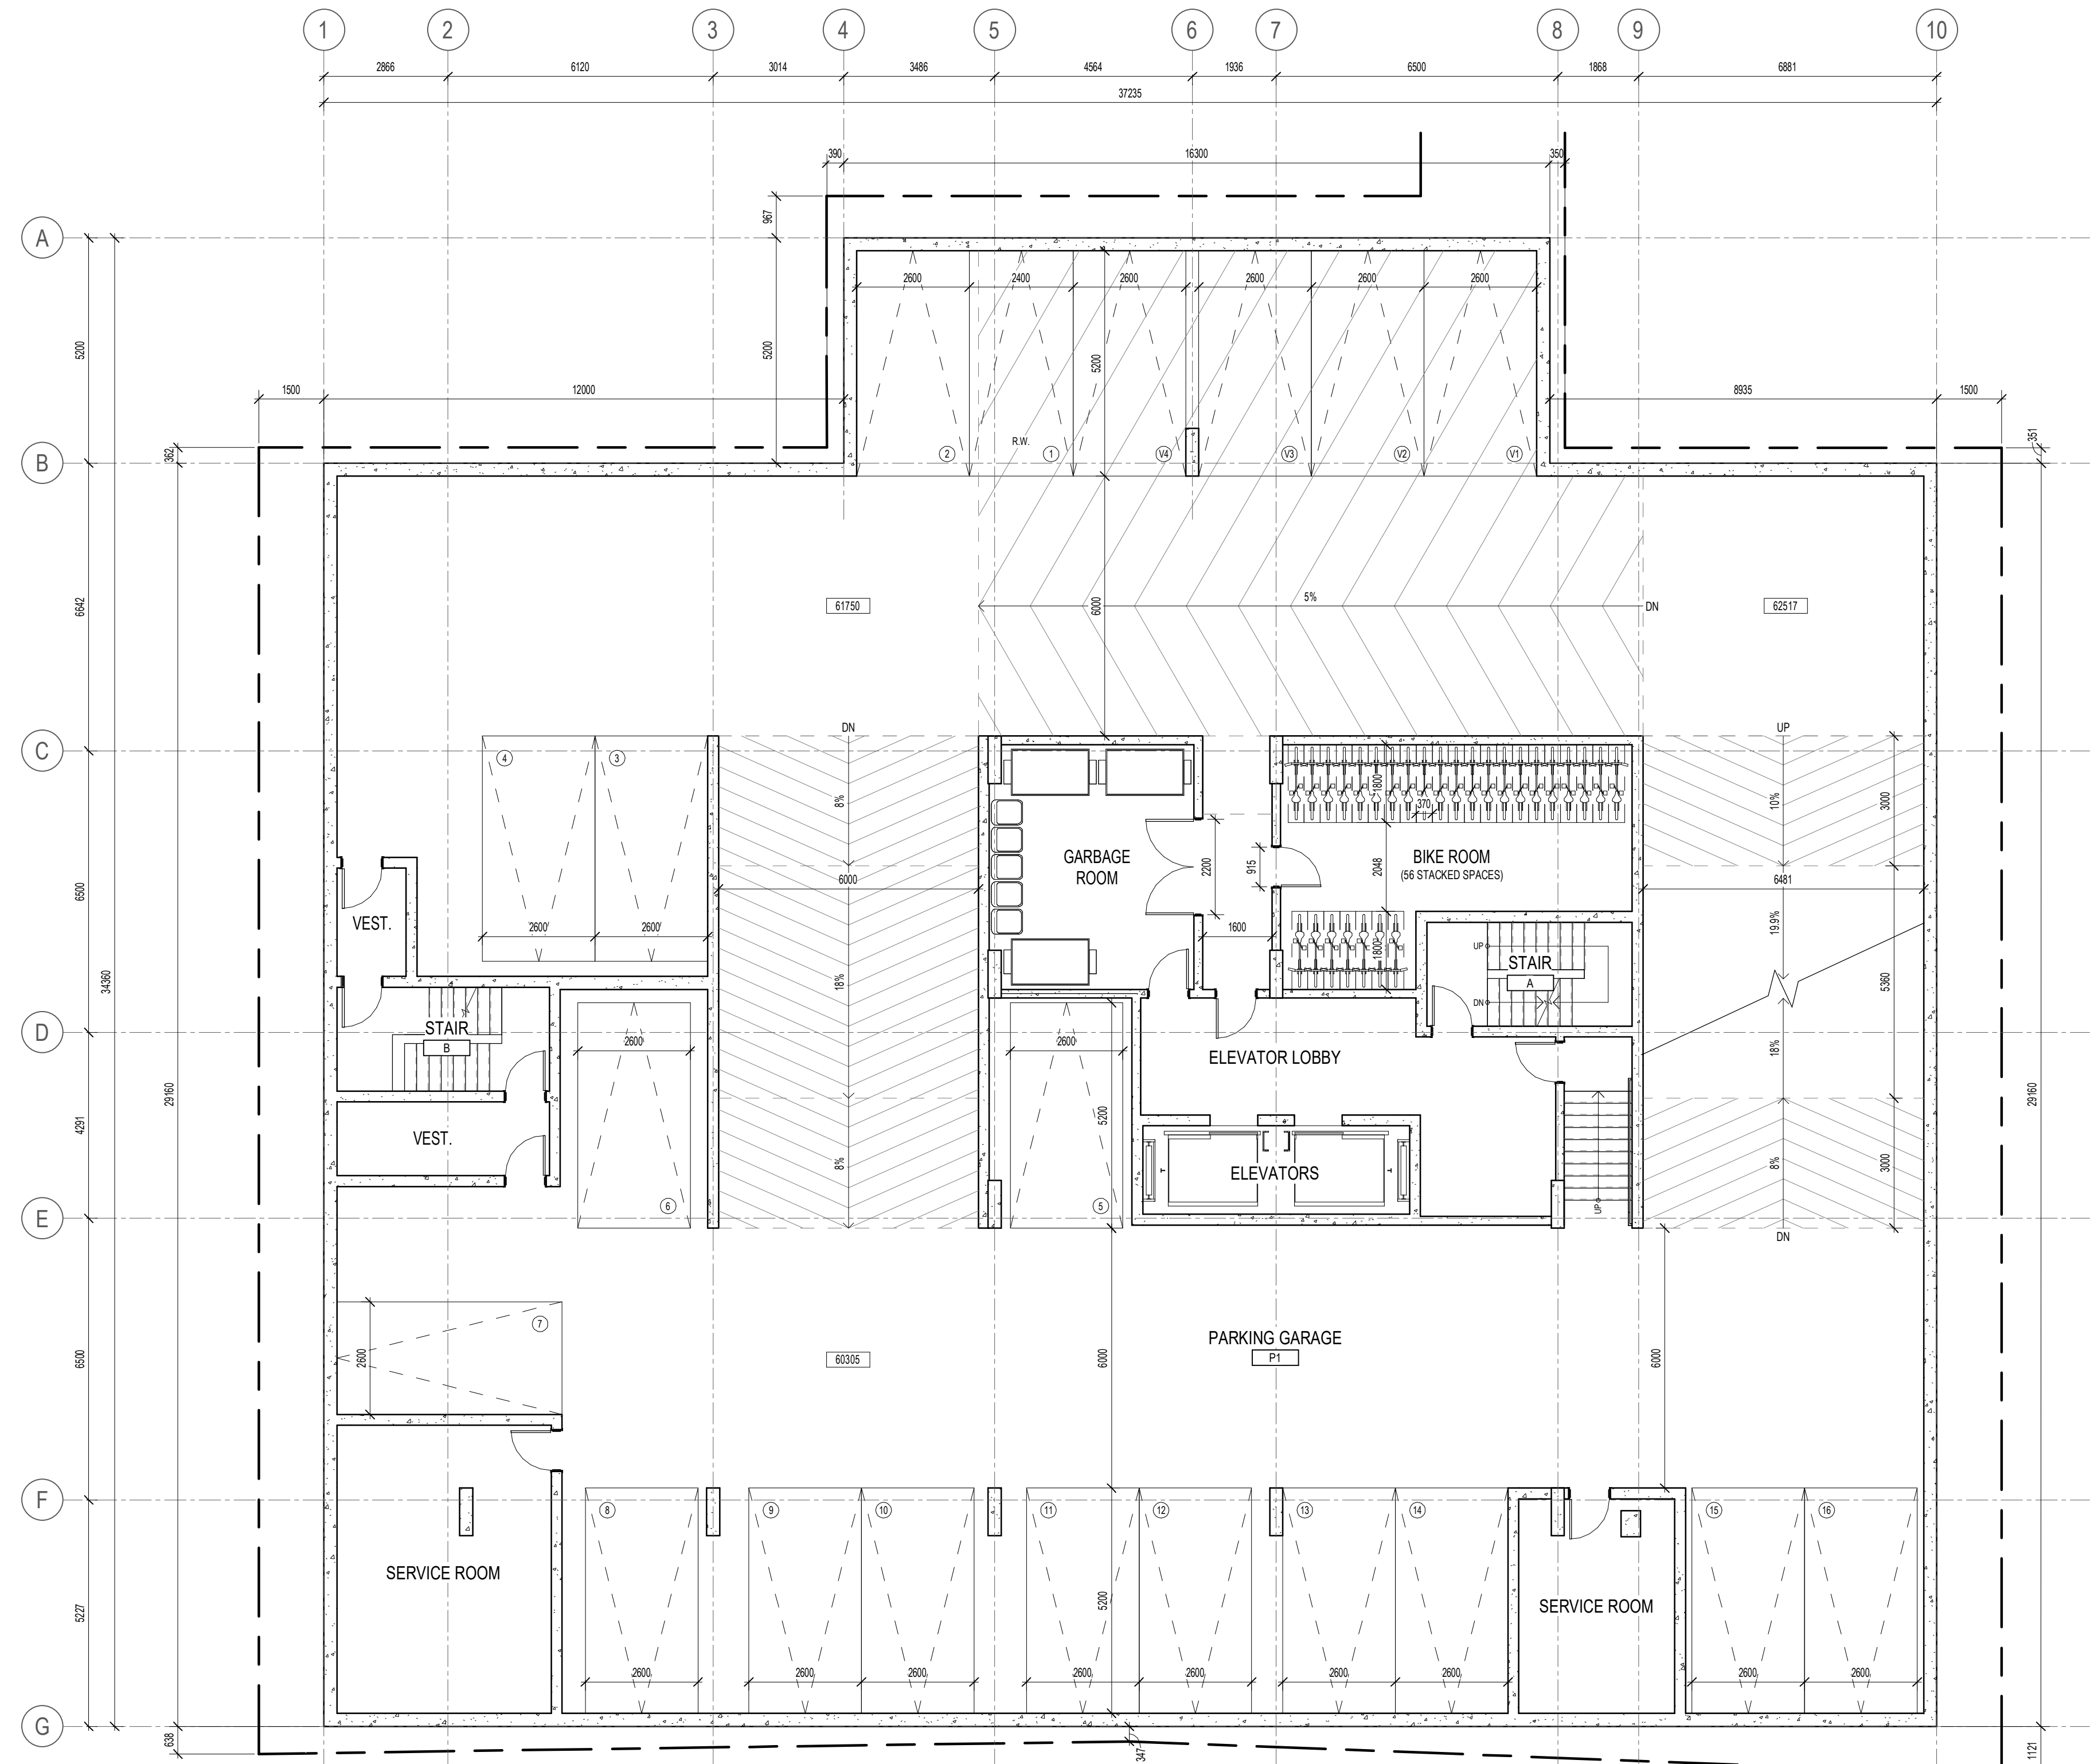 1 2 3 4 5 6 7 8 9 10
2866 6120 3014 3486 4564 1936 6500 1868 6881
37235
390 16300 350
967
A
2600 2400 2600 2600 2600 2600
5200 5200 5200
1500 12000 8935 1500
362 351
R.W.
2 1 V4 V3 V2 V1
B
6642
61750 6000 5% DN 62517
DN UP
C
4 3
8% 10% 3000
1800
370
GARBAGE
ROOM
BIKE ROOM
(56 STACKED SPACES)
2200 915 2048
6500 6000 6481
VEST.
2600 2600 1600
19.9%
1800
UP
STAIR
A
DN
34360 18% 5360
STAIR
B
D
2600 2600
18%
ELEVATOR LOBBY
29160 29160
4291
5200
VEST.
8% 8% 3000
ELEVATORS
6 5
UP
E
DN
7
PARKING GARAGE
P1
6500 2600 60305 6000 6000
F
8 9 10 11 12 13 14 15 16
SERVICE ROOM
SERVICE ROOM
5227 5200
2600 2600 2600 2600 2600 2600 2600 2600 2600
G
638 347 1121